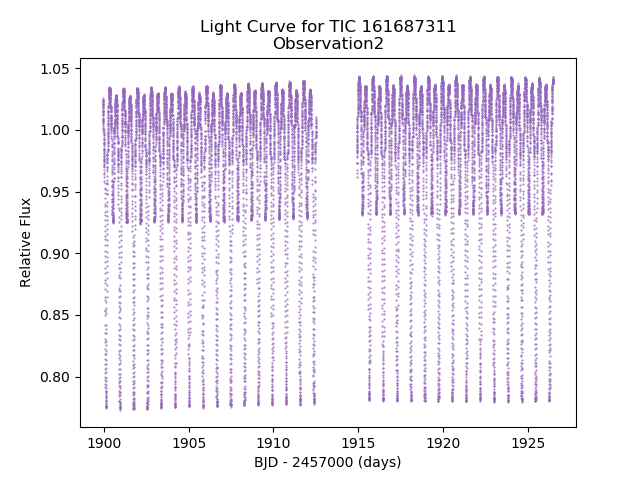 Light Curve for TIC 161687311
Observation2
1.05
1.00
0.95
0.90
0.85
0.80
Relative Flux
1900 1905 1910 1915 1920 1925
BJD - 2457000 (days)